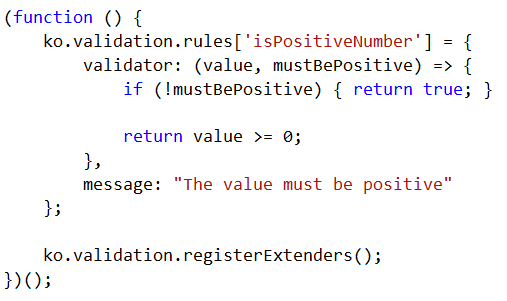 (function () {
    ko.validation.rules['isPositiveNumber'] = {
        validator: (value, mustBePositive) => {
            if (!mustBePositive) { return true; }

            return value >= 0;
        },
        message: "The value must be positive"
    };

    ko.validation.registerExtenders();
})();